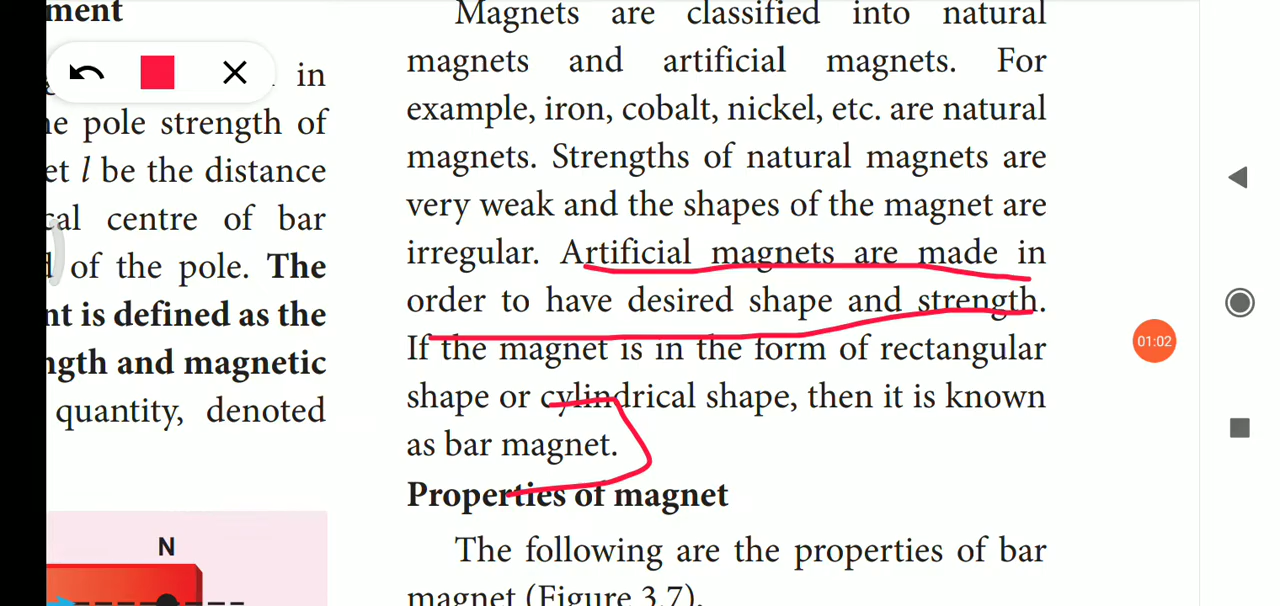 ment
in
pole strength of
l be the distance
centre of bar
of the pole. The
is defined as the
and magnetic
quantity, denoted
N
Magnets are classified into natural
magnets and artificial magnets. For
example, iron, cobalt, nickel, etc. are natural
magnets. Strengths of natural magnets are
very weak and the shapes of the magnet are
irregular. Artificial magnets are made in
order to have desired shape and strength.
If the magnet is in the form of rectangular
shape or cylindrical shape, then it is known
as bar magnet.
Properties of magnet
The following are the properties of bar
magnet (Figure 3.7).
01:02